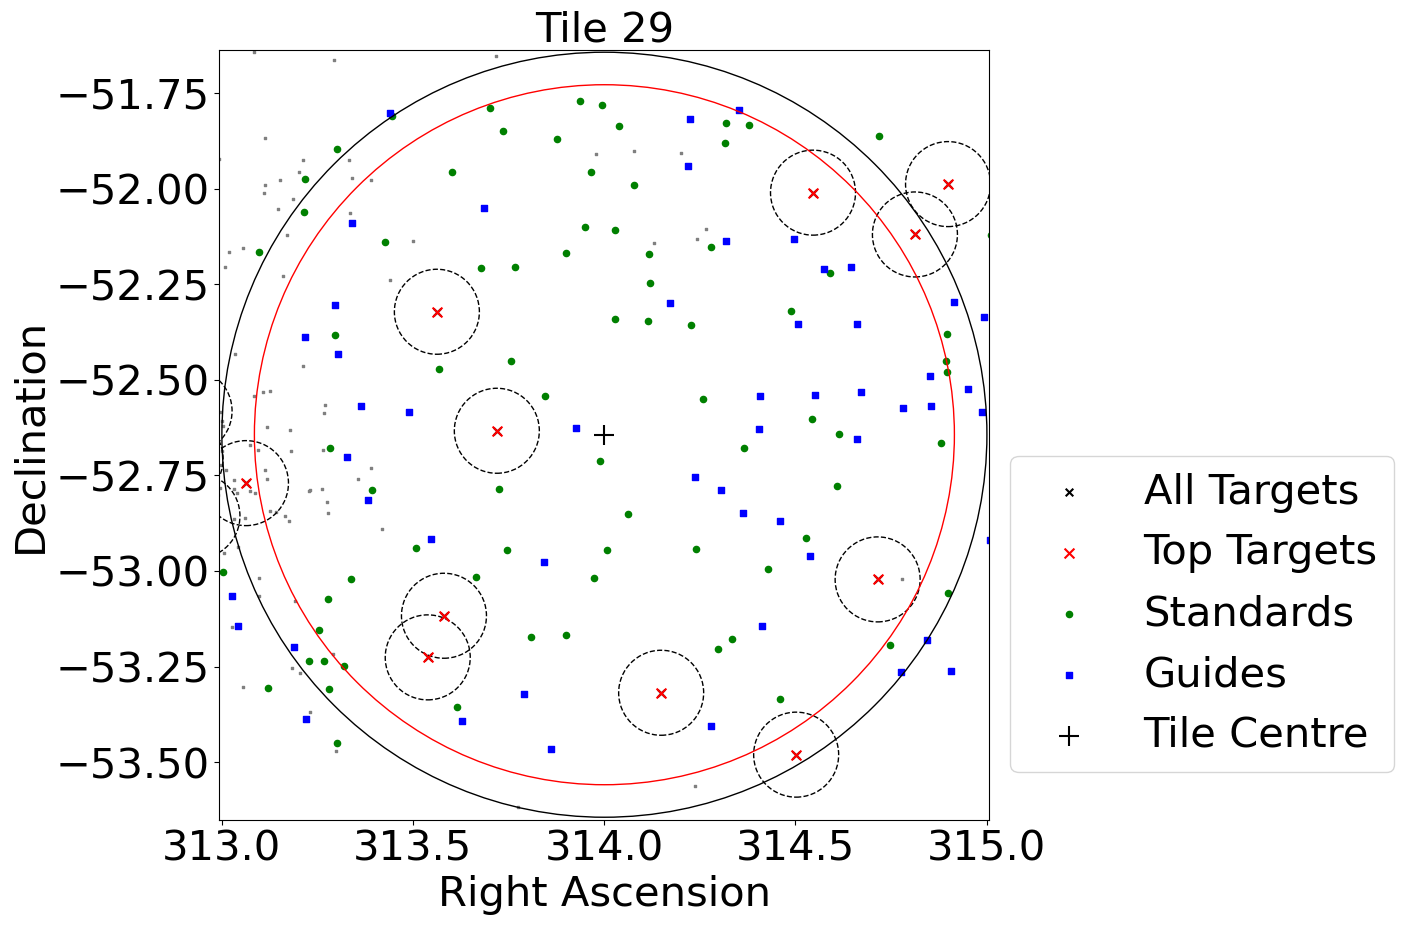 Tile 29
Declination
−51.75
−52.00
−52.25
−52.50
−52.75
−53.00
−53.25
−53.50
313.0 313.5 314.0 314.5 315.0
Right Ascension
All Targets
Top Targets
Standards
Guides
Tile Centre